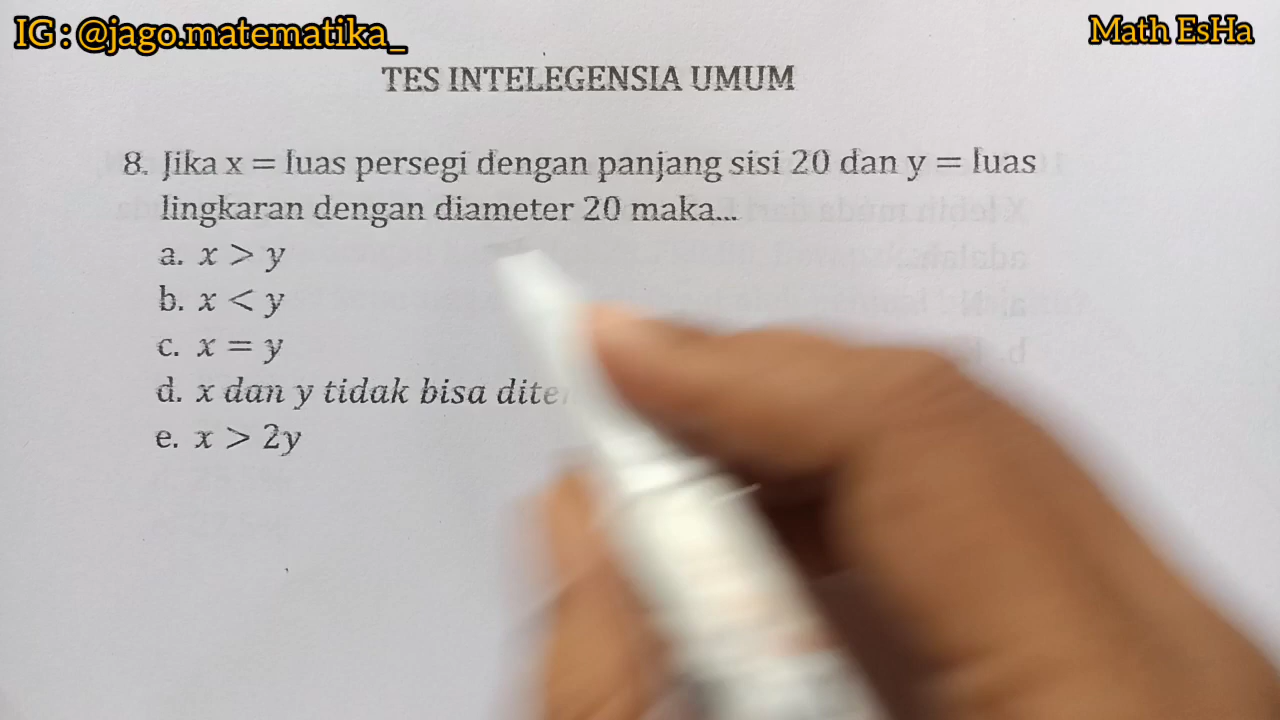 IG : @jago.matematika_
Math EsHa
TES INTELEGENSIA UMUM
8. Jika x = luas persegi dengan panjang sisi 20 dan y = luas
lingkaran dengan diameter 20 maka...
a. x > y
b. x < y
c. x = y
d. x dan y tidak bisa
e. x > 2y